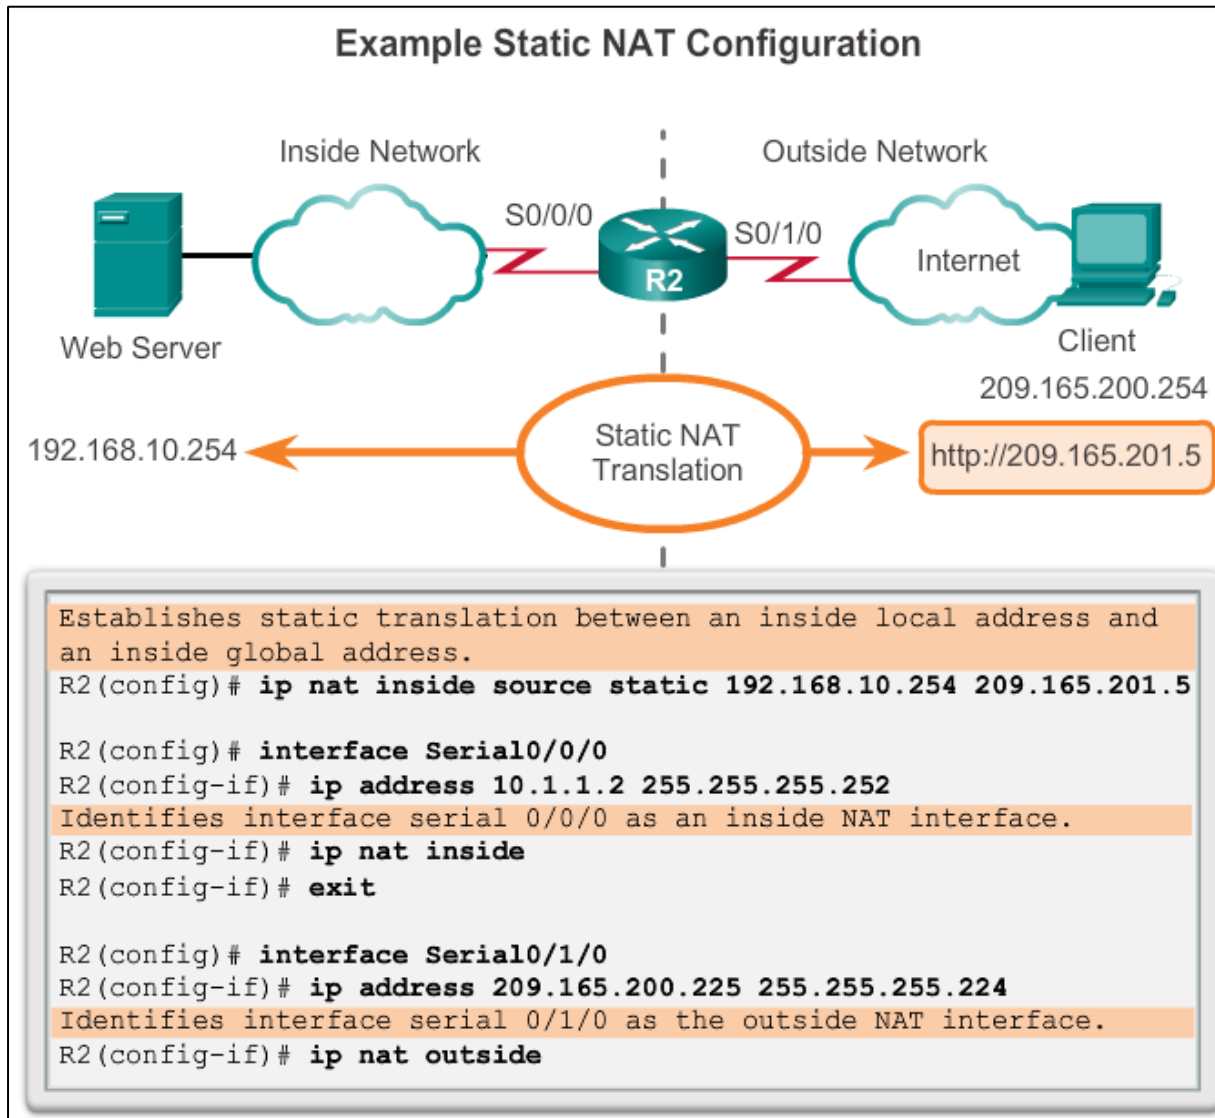 Example Static NAT Configuration
Inside Network
Outside Network
S0/0/0
S0/1/0
R2
Internet
Web Server
Client
209.165.200.254
192.168.10.254
Static NAT
Translation
http://209.165.201.5
Establishes static translation between an inside local address and
an inside global address.
R2(config)# ip nat inside source static 192.168.10.254 209.165.201.5
R2(config)# interface Serial0/0/0
R2(config-if)# ip address 10.1.1.2 255.255.255.252
Identifies interface serial 0/0/0 as an inside NAT interface.
R2(config-if)# ip nat inside
R2(config-if)# exit
R2(config)# interface Serial0/1/0
R2(config-if)# ip address 209.165.200.225 255.255.255.224
Identifies interface serial 0/1/0 as the outside NAT interface.
R2(config-if)# ip nat outside